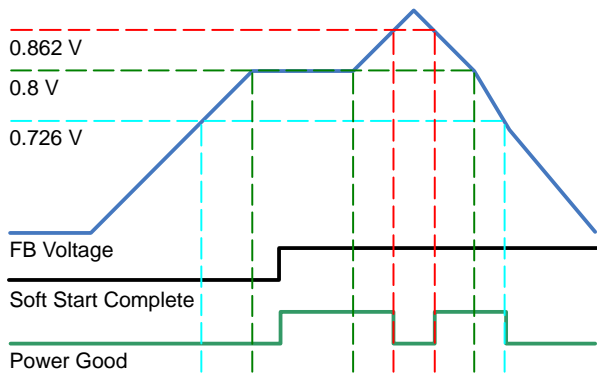 0.862 V
0.8 V
0.726 V
FB Voltage
Soft Start Complete
Power Good